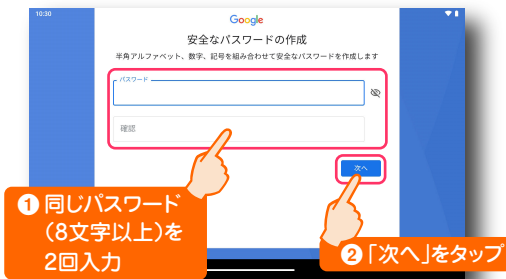 10:30
Google
安全なパスワードの作成
半角アルファベット、数字、記号を組み合わせて安全なパスワードを作成します
パスワード
確認
次へ
1 同じパスワード
（8文字以上）を
2回入力
2 「次へ」をタップ